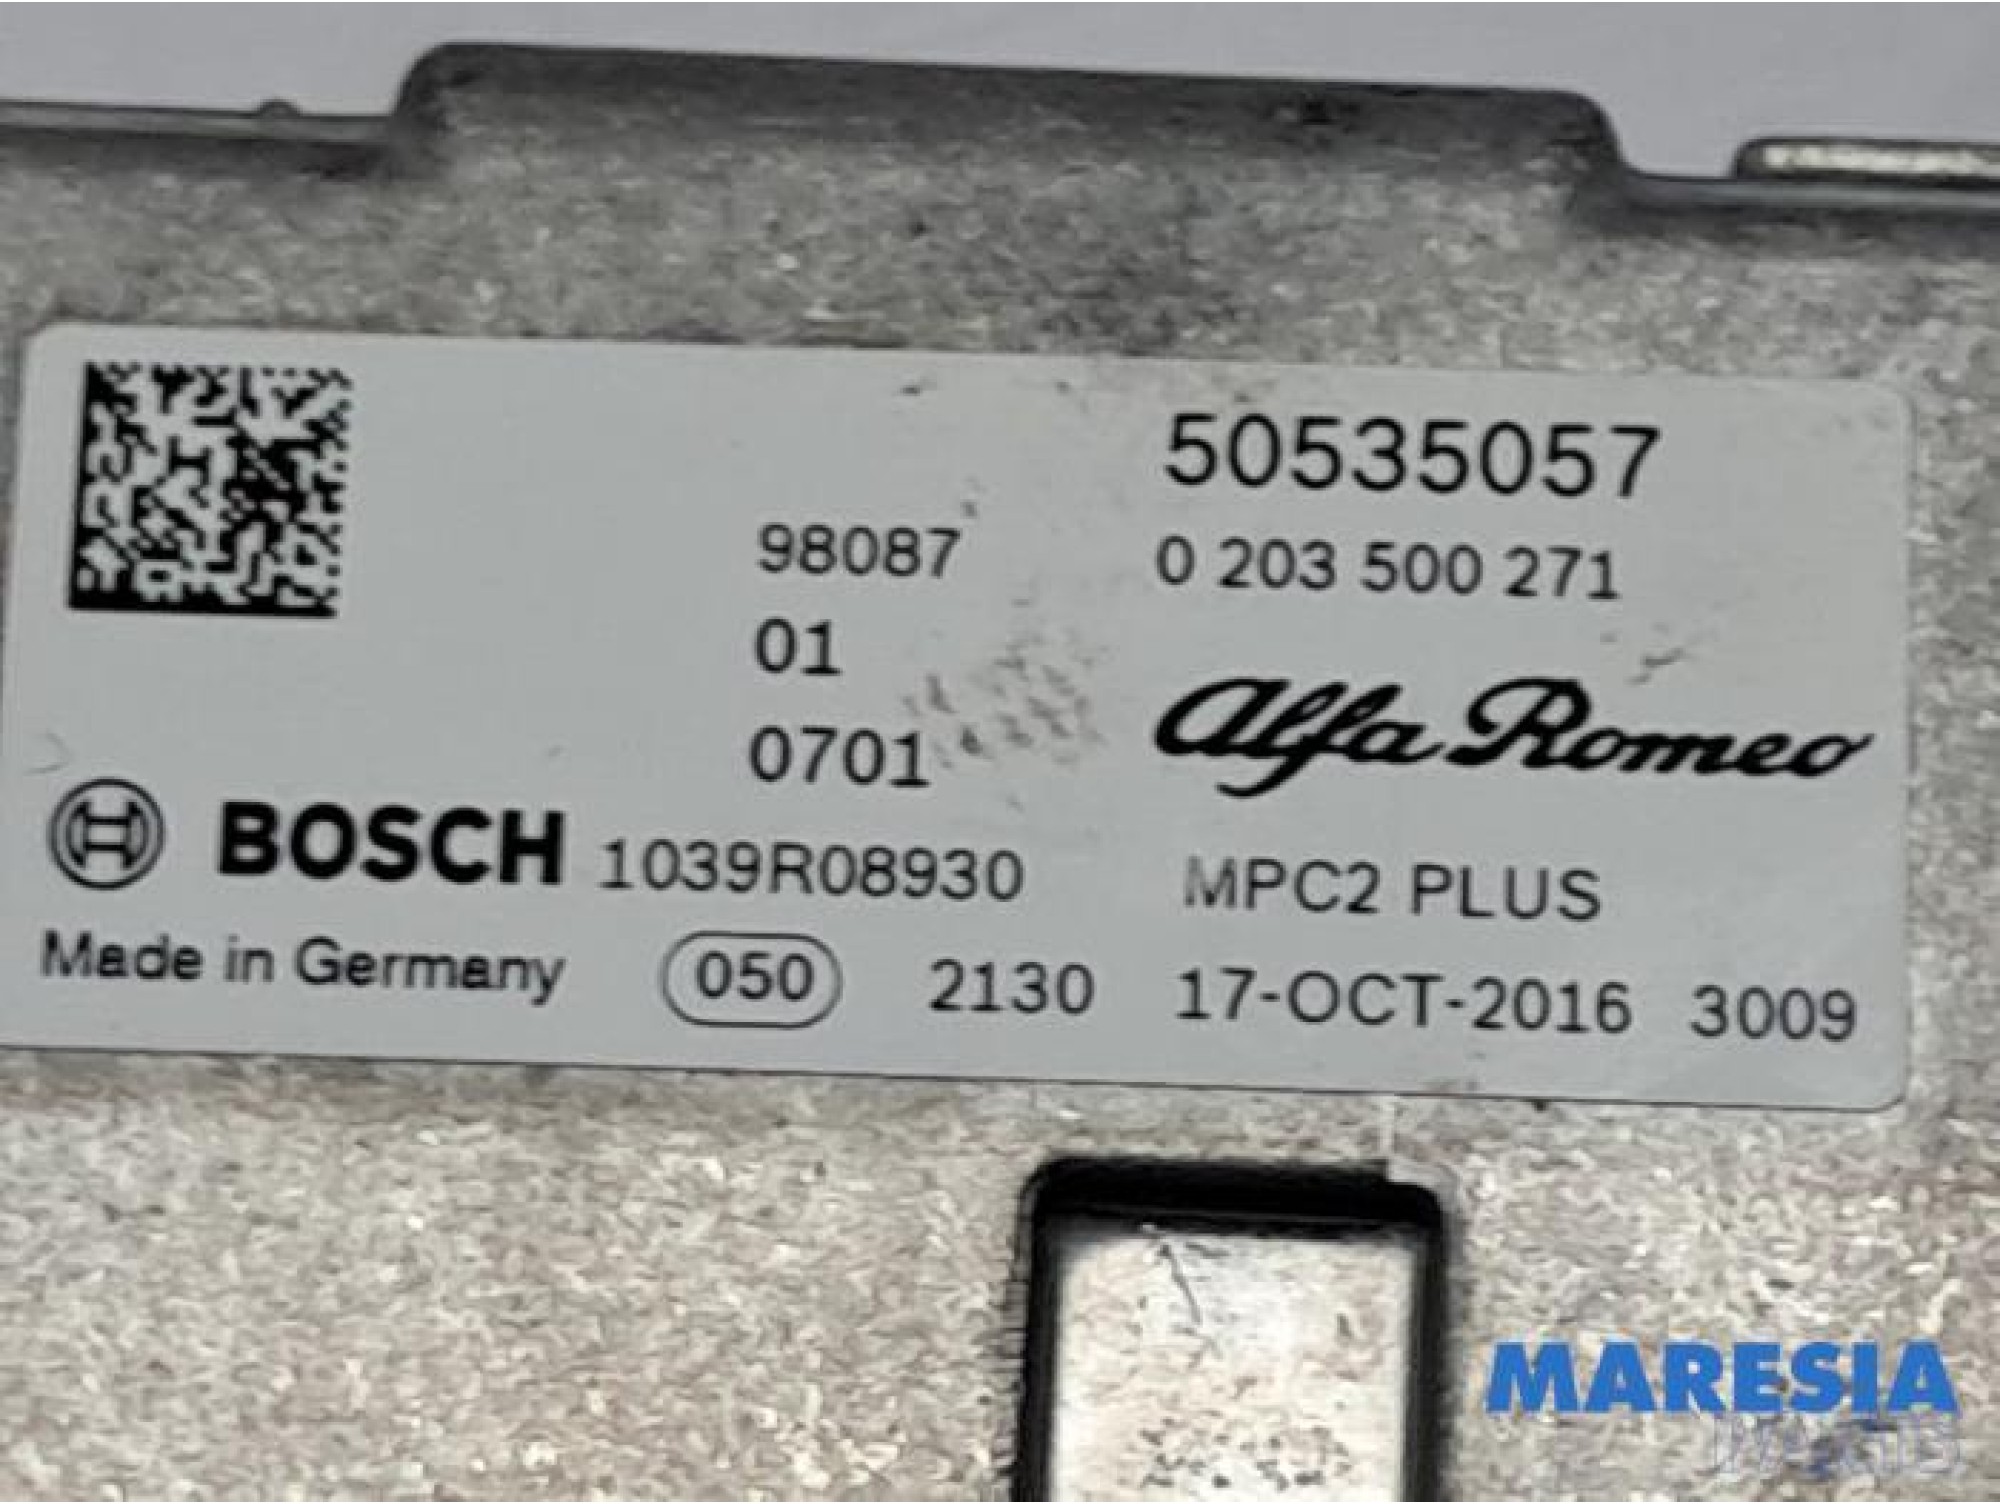 50535057
98087 0 203 500 271
01
Alfa Romeo
0701
BOSCH 1039R08930 MPC2 PLUS
Made in Germany 050 2130 17-OCT-2016 3009
MARESIA
PARTS